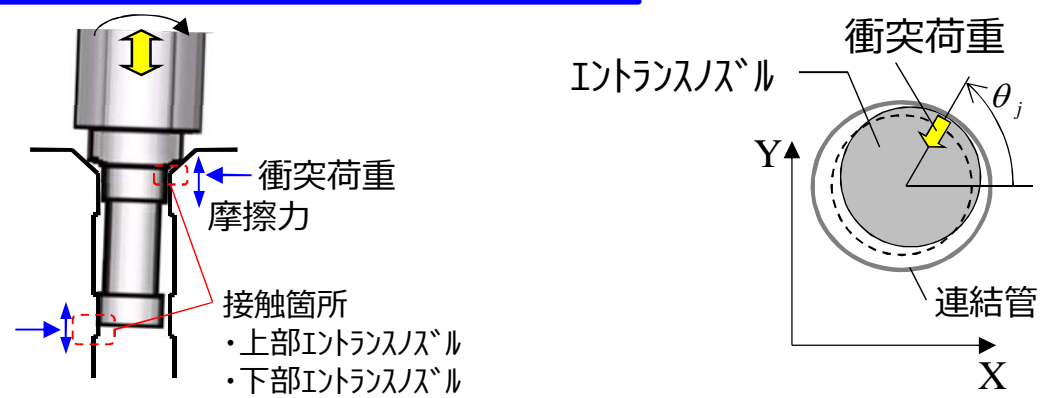 衝突荷重
摩擦力
接触箇所
・上部ｴﾝﾄﾗﾝｽﾉｽﾞﾙ
・下部ｴﾝﾄﾗﾝｽﾉｽﾞﾙ
衝突荷重
ｴﾝﾄﾗﾝｽﾉｽﾞﾙ
θj
Y
連結管
X